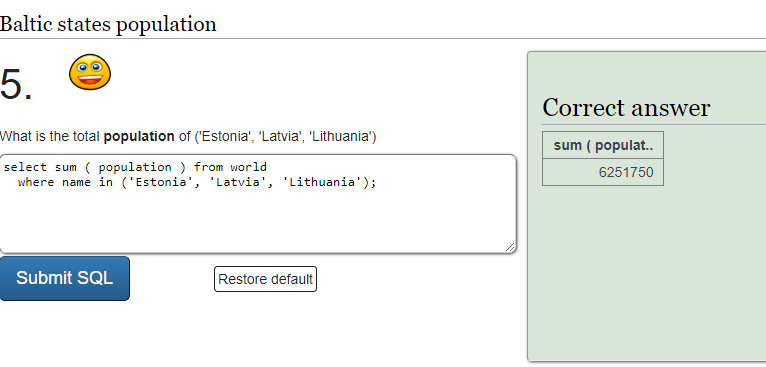 Baltic states population
5.
What is the total population of ('Estonia', 'Latvia', 'Lithuania')
select sum ( population ) from world
where name in ('Estonia', 'Latvia', 'Lithuania');
Submit SQL
Restore default
Correct answer
sum ( populat..
6251750